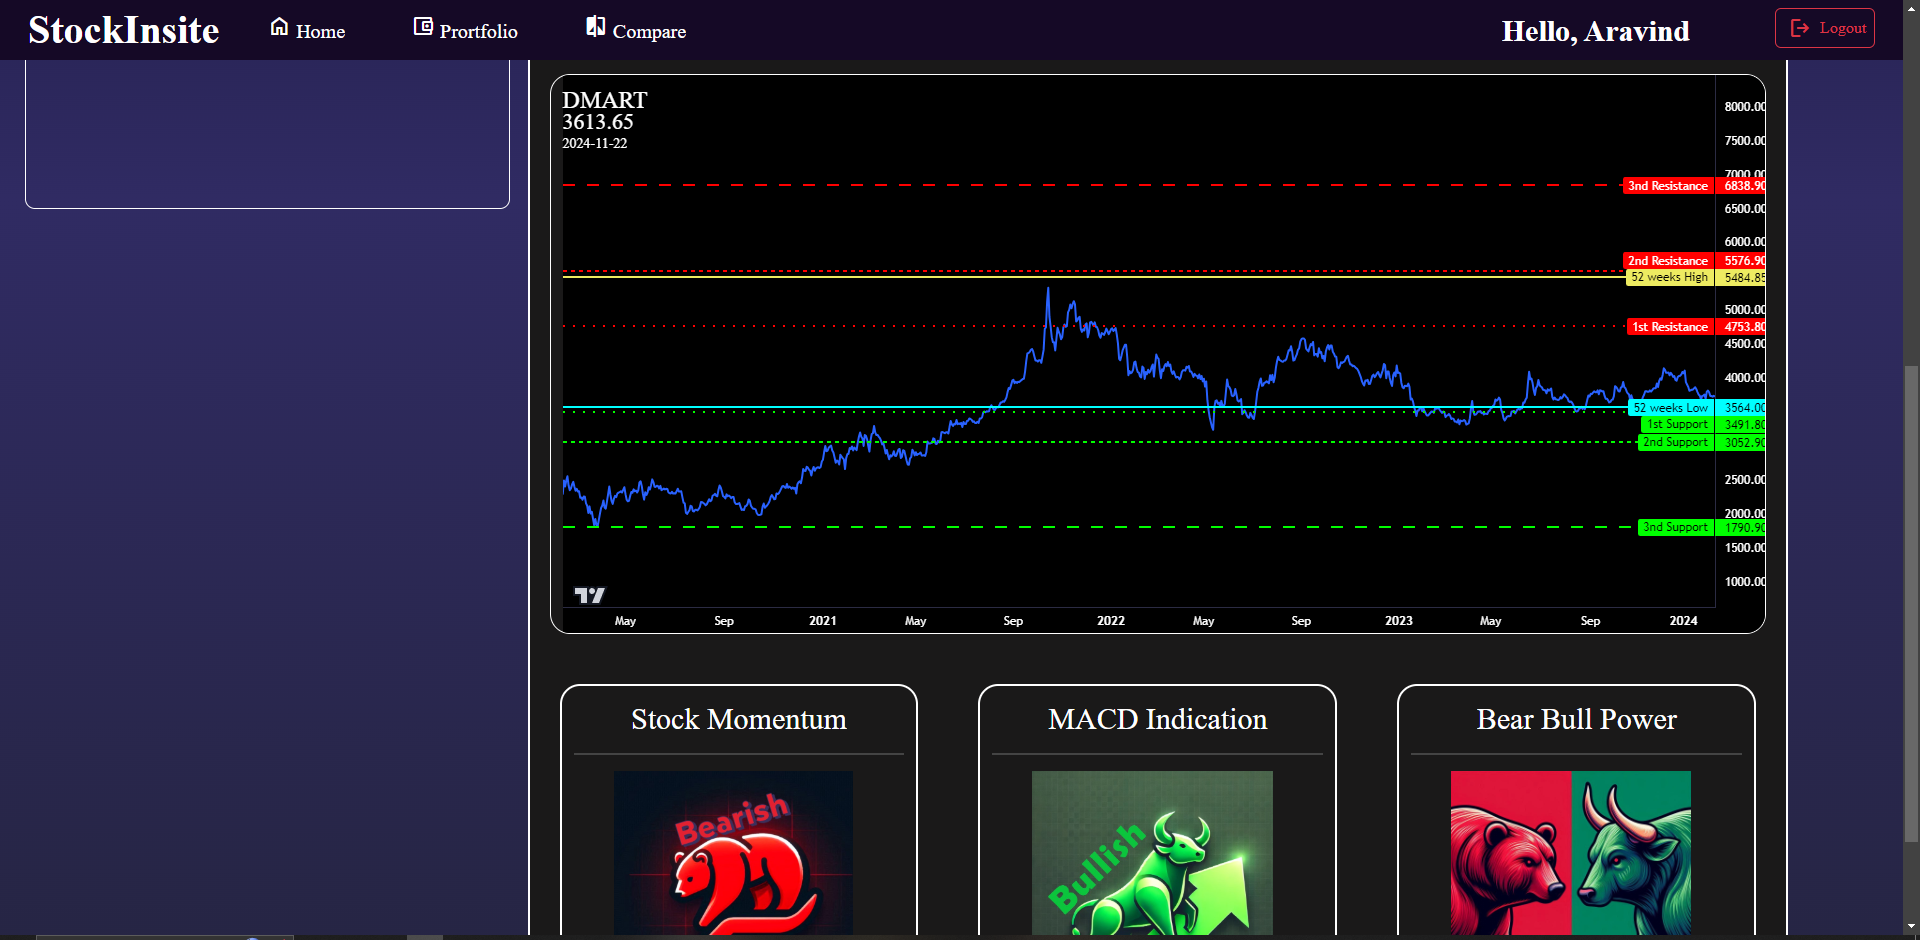 StockInsite
Home
Prortfolio
Compare
Hello, Aravind
Logout
DMART
3613.65
2024-11-22
8000.00
7500.00
7000.00
3nd Resistance 6838.90
6500.00
6000.00
2nd Resistance 5576.90
52 weeks High 5484.85
5000.00
1st Resistance 4753.80
4500.00
4000.00
52 weeks Low 3564.00
1st Support 3491.80
2nd Support 3052.90
2500.00
2000.00
3nd Support 1790.90
1500.00
1000.00
May Sep 2021 May Sep 2022 May Sep 2023 May Sep 2024
Stock Momentum
MACD Indication
Bear Bull Power
Bearish
Bullish